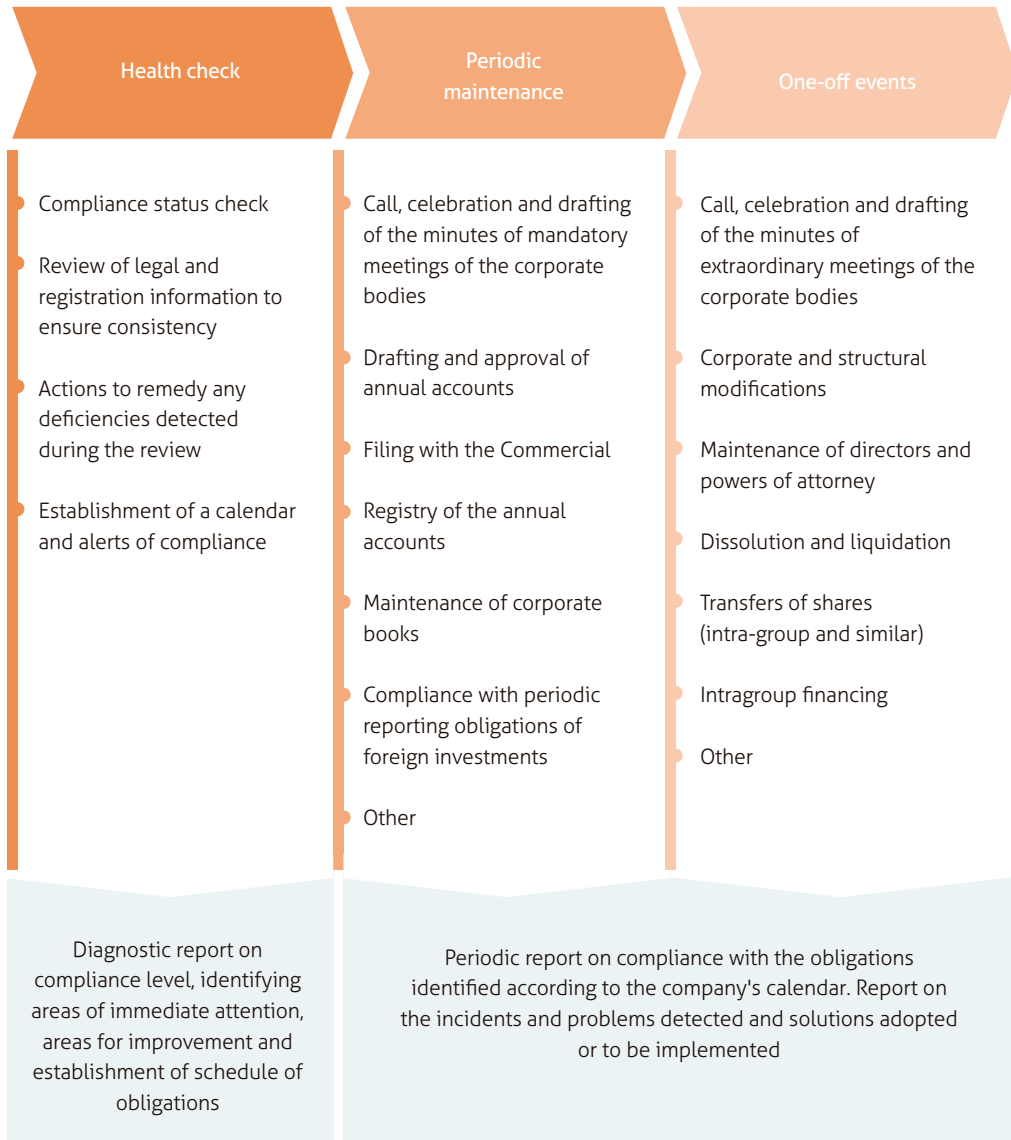 Health check
Periodic
maintenance
One-off events
Compliance status check
Review of legal and
registration information to
ensure consistency
Actions to remedy any
deficiencies detected
during the review
Establishment of a calendar
and alerts of compliance
Call, celebration and drafting
of the minutes of mandatory
meetings of the corporate
bodies
Drafting and approval of
annual accounts
Filing with the Commercial
Registry of the annual
accounts
Maintenance of corporate
books
Compliance with periodic
reporting obligations of
foreign investments
Other
Call, celebration and drafting
of the minutes of
extraordinary meetings of the
corporate bodies
Corporate and structural
modifications
Maintenance of directors and
powers of attorney
Dissolution and liquidation
Transfers of shares
(intra-group and similar)
Intragroup financing
Other
Diagnostic report on
compliance level, identifying
areas of immediate attention,
areas for improvement and
establishment of schedule of
obligations
Periodic report on compliance with the obligations
identified according to the company's calendar. Report on
the incidents and problems detected and solutions adopted
or to be implemented